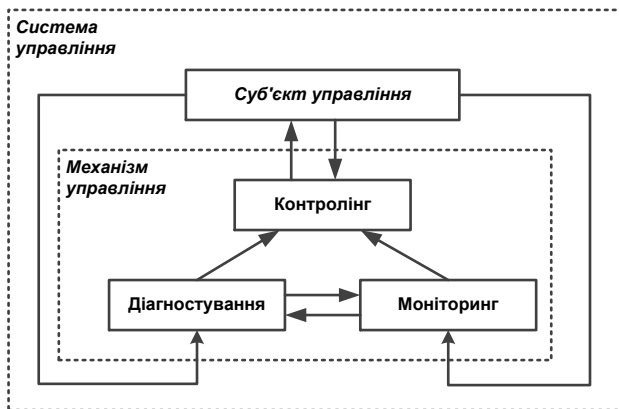 Система
управління
Суб'єкт управління
Механізм
управління
Контролінг
Діагностування
Моніторинг